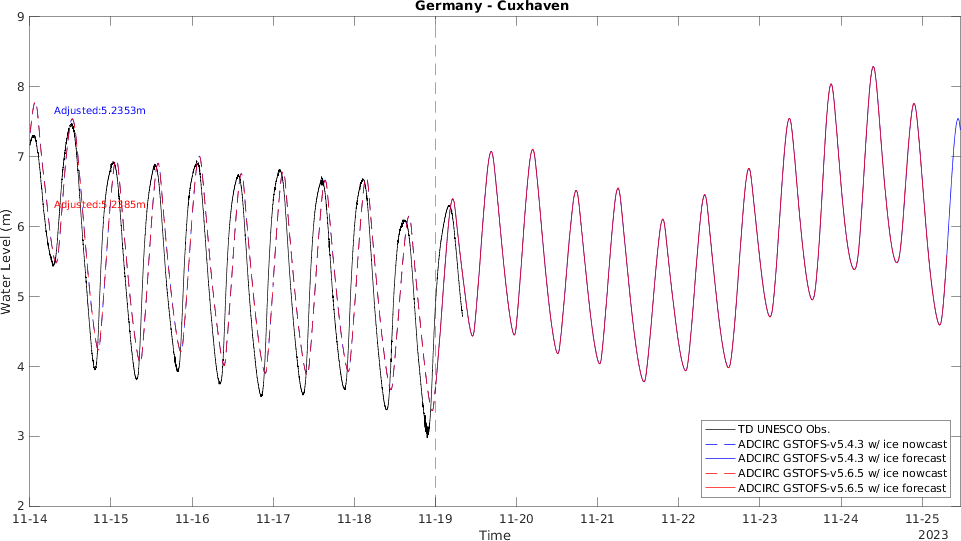 Germany - Cuxhaven
9
8
7
6
5
4
3
2
Water Level (m)
Adjusted:5.2353m
Adjusted:5.2385m
TD UNESCO Obs.
ADCIRC GSTOFS-v5.4.3 w/ ice nowcast
ADCIRC GSTOFS-v5.4.3 w/ ice forecast
ADCIRC GSTOFS-v5.6.5 w/ ice nowcast
ADCIRC GSTOFS-v5.6.5 w/ ice forecast
11-14 11-15 11-16 11-17 11-18 11-19 11-20 11-21 11-22 11-23 11-24 11-25
Time
2023